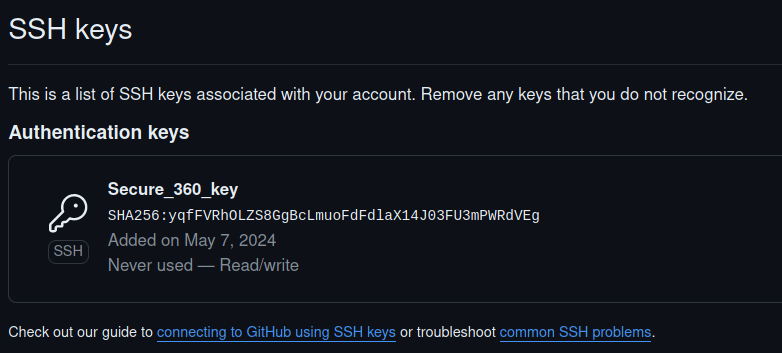 SSH keys
This is a list of SSH keys associated with your account. Remove any keys that you do not recognize.
Authentication keys
Secure_360_key
SHA256:yqfFVRhOLZS8GgBcLmuoFdFdlaX14J03FU3mPWRdVEg
SSH
Added on May 7, 2024
Never used — Read/write
Check out our guide to connecting to GitHub using SSH keys or troubleshoot common SSH problems.